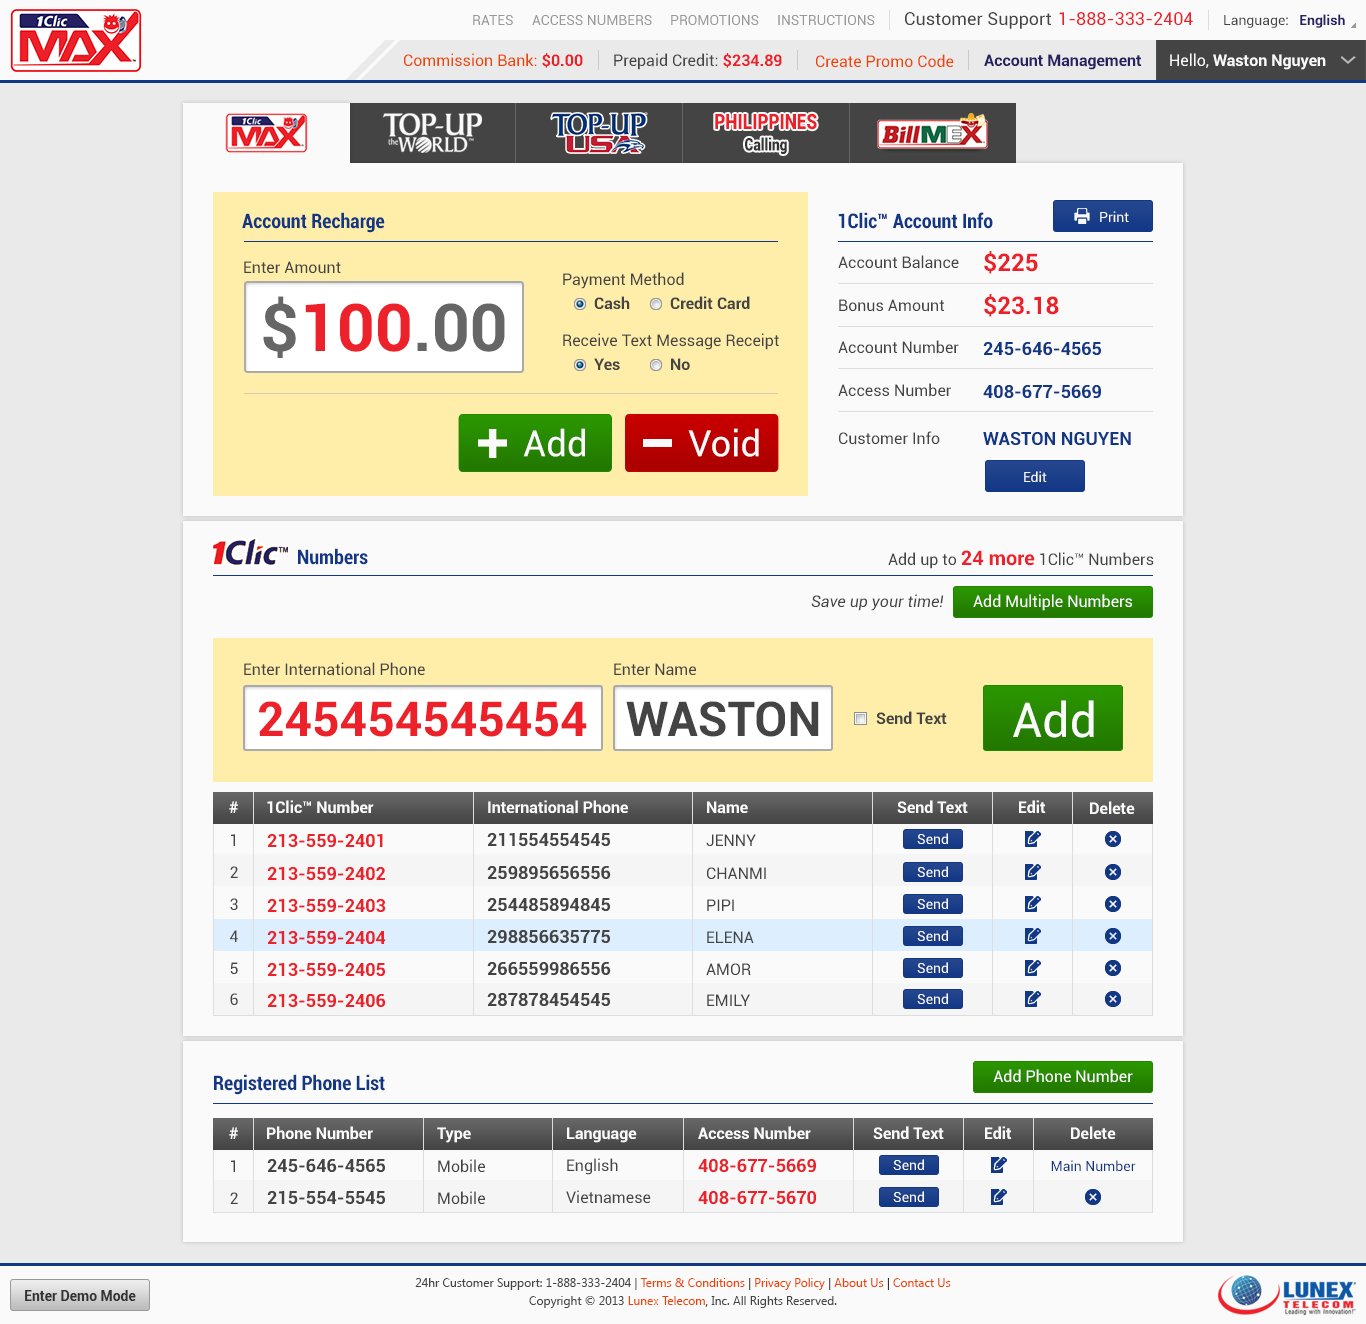 1Clic
MAX
RATES ACCESS NUMBERS PROMOTIONS INSTRUCTIONS Customer Support 1-888-333-2404 Language: English
Commission Bank: $0.00 Prepaid Credit: $234.89 Create Promo Code Account Management Hello, Waston Nguyen
1Clic MAX TOP-UP the WORLD™ TOP-UP USA PHILIPPINES Calling BillMEX
Account Recharge
Enter Amount
$100.00
Payment Method
Cash Credit Card
Receive Text Message Receipt
Yes No
Add Void
1Clic™ Account Info Print
Account Balance $225
Bonus Amount $23.18
Account Number 245-646-4565
Access Number 408-677-5669
Customer Info WASTON NGUYEN
Edit
1Clic™ Numbers Add up to 24 more 1Clic™ Numbers
Save up your time! Add Multiple Numbers
Enter International Phone Enter Name
245454545454 WASTON Send Text Add
# 1Clic™ Number International Phone Name Send Text Edit Delete
1 213-559-2401 211554554545 JENNY Send
2 213-559-2402 259895656556 CHANMI Send
3 213-559-2403 254485894845 PIPI Send
4 213-559-2404 298856635775 ELENA Send
5 213-559-2405 266559986556 AMOR Send
6 213-559-2406 287878454545 EMILY Send
Registered Phone List Add Phone Number
# Phone Number Type Language Access Number Send Text Edit Delete
1 245-646-4565 Mobile English 408-677-5669 Send Main Number
2 215-554-5545 Mobile Vietnamese 408-677-5670 Send
Enter Demo Mode
24hr Customer Support: 1-888-333-2404 | Terms & Conditions | Privacy Policy | About Us | Contact Us
Copyright © 2013 Lunex Telecom, Inc. All Rights Reserved.
LUNEX
TELECOM
Leading with Innovation!